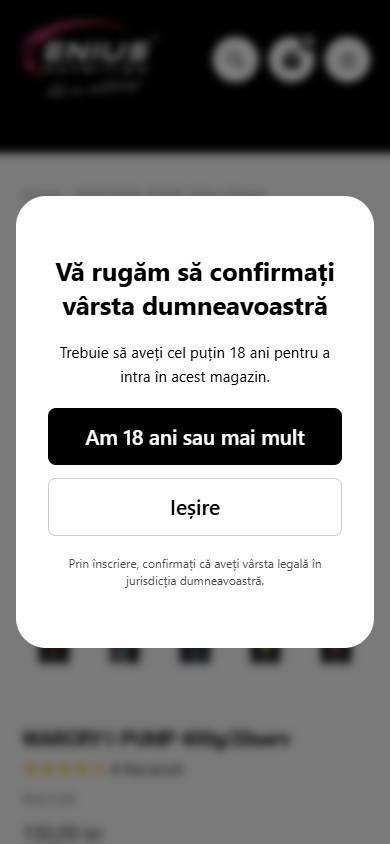 Vă rugăm să confirmați
vârsta dumneavoastră
Trebuie să aveți cel puțin 18 ani pentru a
intra în acest magazin.
Am 18 ani sau mai mult
Ieșire
Prin înscriere, confirmați că aveți vârsta legală în
jurisdicția dumneavoastră.